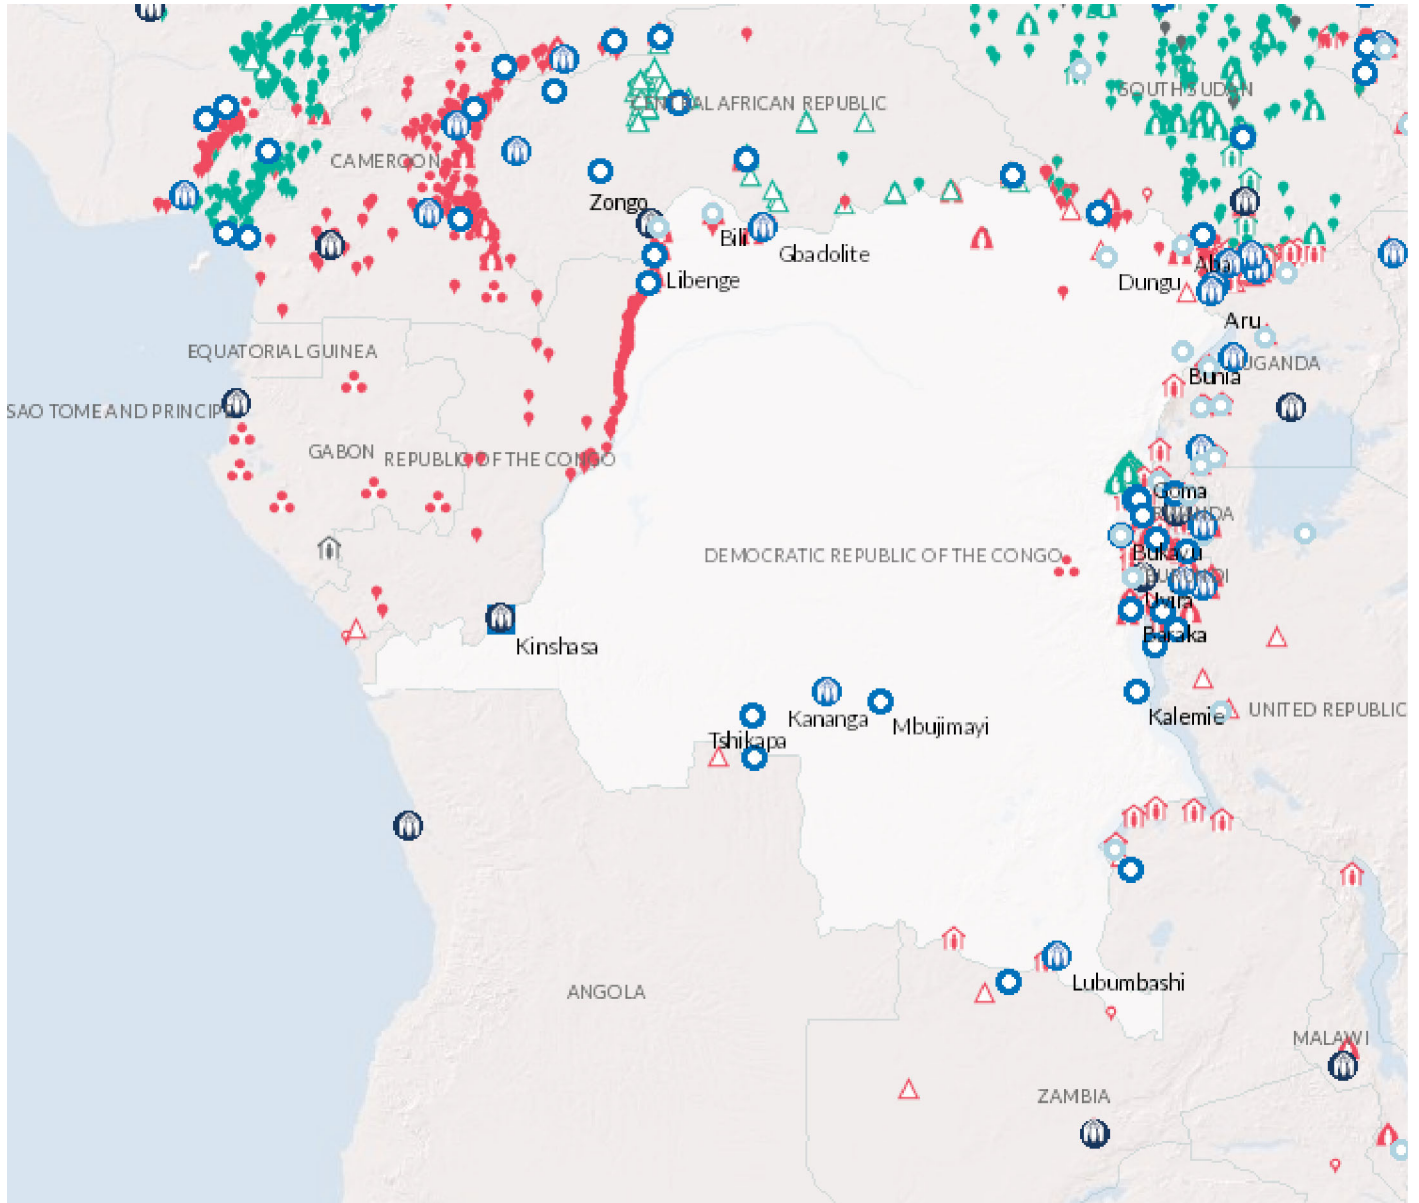 CENTRAL AFRICAN REPUBLIC
SOUTH SUDAN
CAMEROON
Zongo
Bili
Gbadolite
Libenge
Aba
Dungu
Aru
EQUATORIAL GUINEA
UGANDA
Bunia
SAO TOME AND PRINCIPE
GABON
REPUBLIC OF THE CONGO
Goma
RWANDA
DEMOCRATIC REPUBLIC OF THE CONGO
Bukavu
BURUNDI
Uvira
Baraka
Kinshasa
Kananga
Mbujimayi
Kalemie
UNITED REPUBLIC
Tshikapa
Lubumbashi
ANGOLA
MALAWI
ZAMBIA